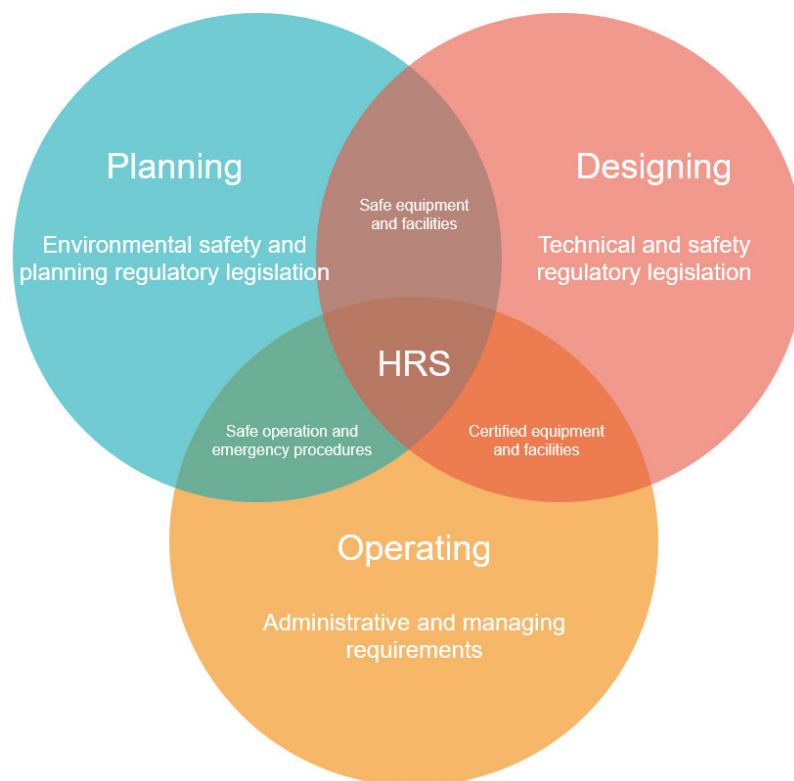 Planning
Environmental safety and
planning regulatory legislation
Safe equipment
and facilities
Designing
Technical and safety
regulatory legislation
HRS
Safe operation and
emergency procedures
Certified equipment
and facilities
Operating
Administrative and managing
requirements